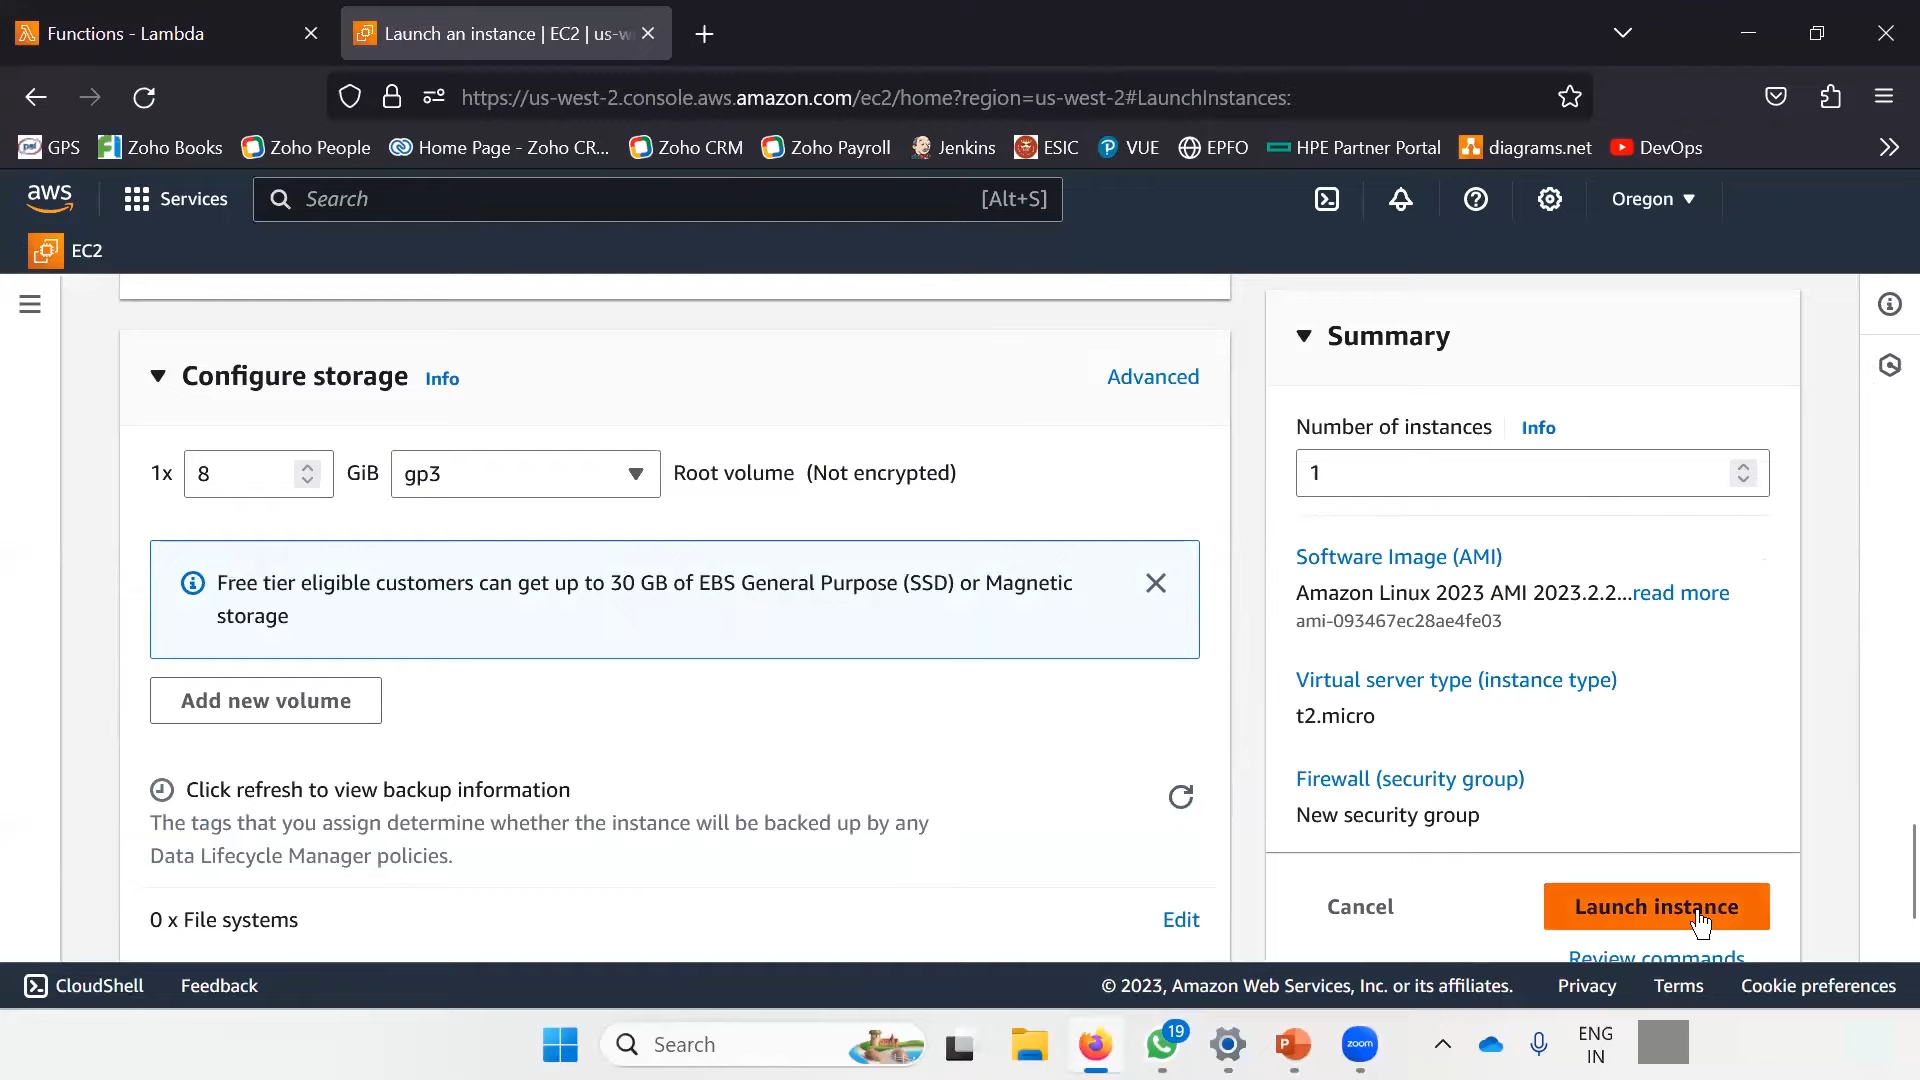 Functions - Lambda
Launch an instance | EC2 | us-w
https://us-west-2.console.aws.amazon.com/ec2/home?region=us-west-2#LaunchInstances:
GPS Zoho Books Zoho People Home Page - Zoho CR... Zoho CRM Zoho Payroll Jenkins ESIC VUE EPFO HPE Partner Portal diagrams.net DevOps
aws Services Search [Alt+S] Oregon
EC2
Configure storage Info Advanced
1x 8 GiB gp3 Root volume (Not encrypted)
Free tier eligible customers can get up to 30 GB of EBS General Purpose (SSD) or Magnetic
storage
Add new volume
Click refresh to view backup information
The tags that you assign determine whether the instance will be backed up by any
Data Lifecycle Manager policies.
0 x File systems Edit
Summary
Number of instances Info
1
Software Image (AMI)
Amazon Linux 2023 AMI 2023.2.2...read more
ami-093467ec28ae4fe03
Virtual server type (instance type)
t2.micro
Firewall (security group)
New security group
Cancel Launch instance
Review commands
CloudShell Feedback © 2023, Amazon Web Services, Inc. or its affiliates. Privacy Terms Cookie preferences
Search 19 zoom ENG
IN